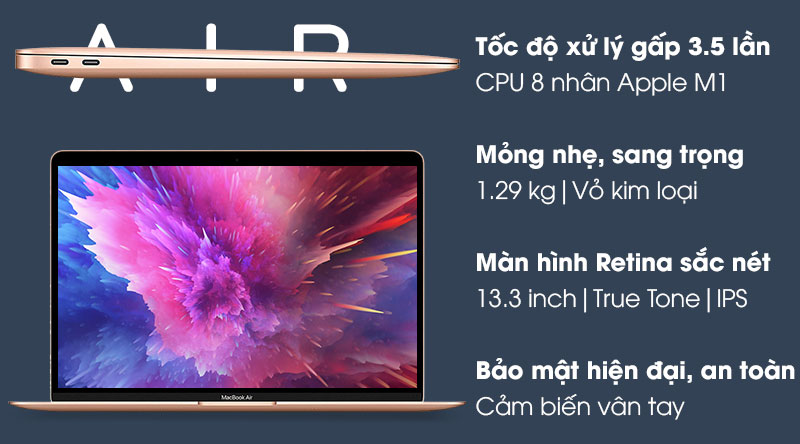 AIR
Tốc độ xử lý gấp 3.5 lần
CPU 8 nhân Apple M1
Mỏng nhẹ, sang trọng
1.29 kg | Vỏ kim loại
Màn hình Retina sắc nét
13.3 inch | True Tone | IPS
Bảo mật hiện đại, an toàn
Cảm biến vân tay
MacBook Air